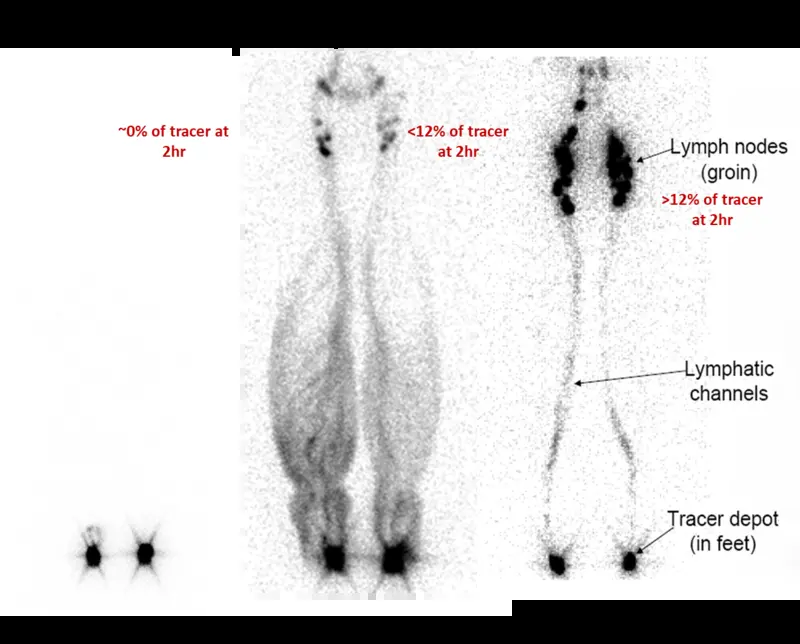 ~0% of tracer at
2hr
<12% of tracer
at 2hr
Lymph nodes
(groin)
>12% of tracer
at 2hr
Lymphatic
channels
Tracer depot
(in feet)